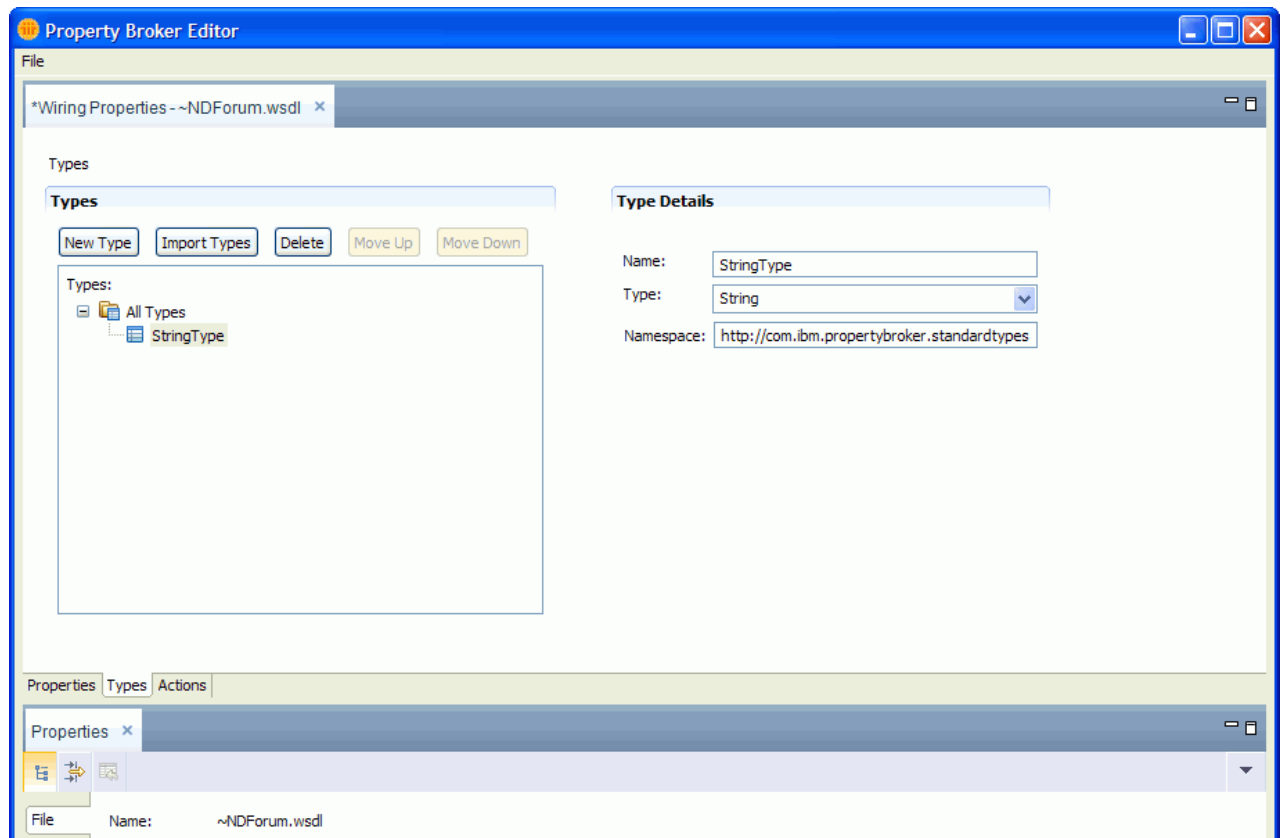 Property Broker Editor
File
*Wiring Properties - ~NDForum.wsdl
Types
Types
New Type Import Types Delete Move Up Move Down
Types:
All Types
StringType
Type Details
Name: StringType
Type: String
Namespace: http://com.ibm.propertybroker.standardtypes
Properties Types Actions
Properties
File Name: ~NDForum.wsdl